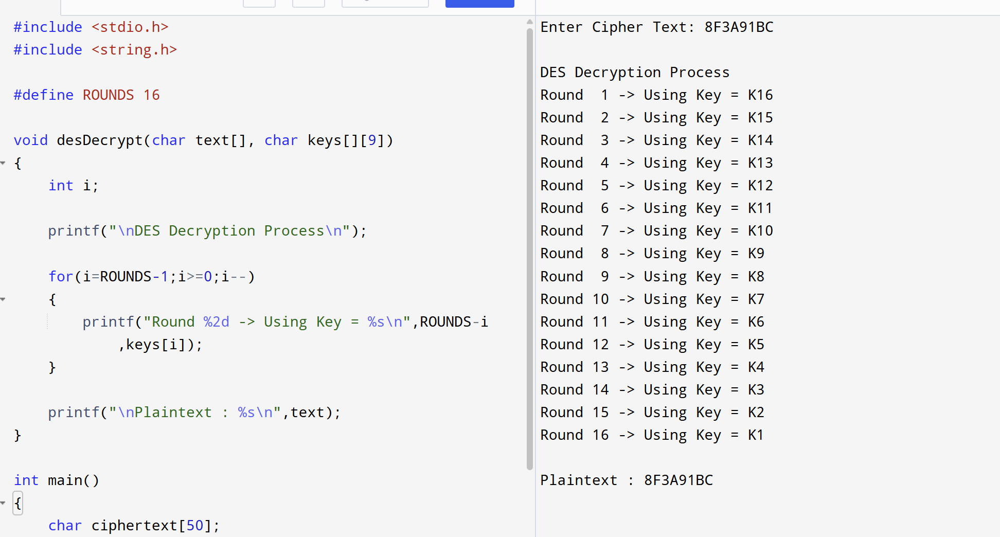 #include <stdio.h>
#include <string.h>
#define ROUNDS 16
void desDecrypt(char text[], char keys[][9])
{
    int i;
    printf("\nDES Decryption Process\n");
    for(i=ROUNDS-1;i>=0;i--)
    {
        printf("Round %2d -> Using Key = %s\n",ROUNDS-i
            ,keys[i]);
    }
    printf("\nPlaintext : %s\n",text);
}
int main()
{
    char ciphertext[50];
Enter Cipher Text: 8F3A91BC
DES Decryption Process
Round  1 -> Using Key = K16
Round  2 -> Using Key = K15
Round  3 -> Using Key = K14
Round  4 -> Using Key = K13
Round  5 -> Using Key = K12
Round  6 -> Using Key = K11
Round  7 -> Using Key = K10
Round  8 -> Using Key = K9
Round  9 -> Using Key = K8
Round 10 -> Using Key = K7
Round 11 -> Using Key = K6
Round 12 -> Using Key = K5
Round 13 -> Using Key = K4
Round 14 -> Using Key = K3
Round 15 -> Using Key = K2
Round 16 -> Using Key = K1
Plaintext : 8F3A91BC